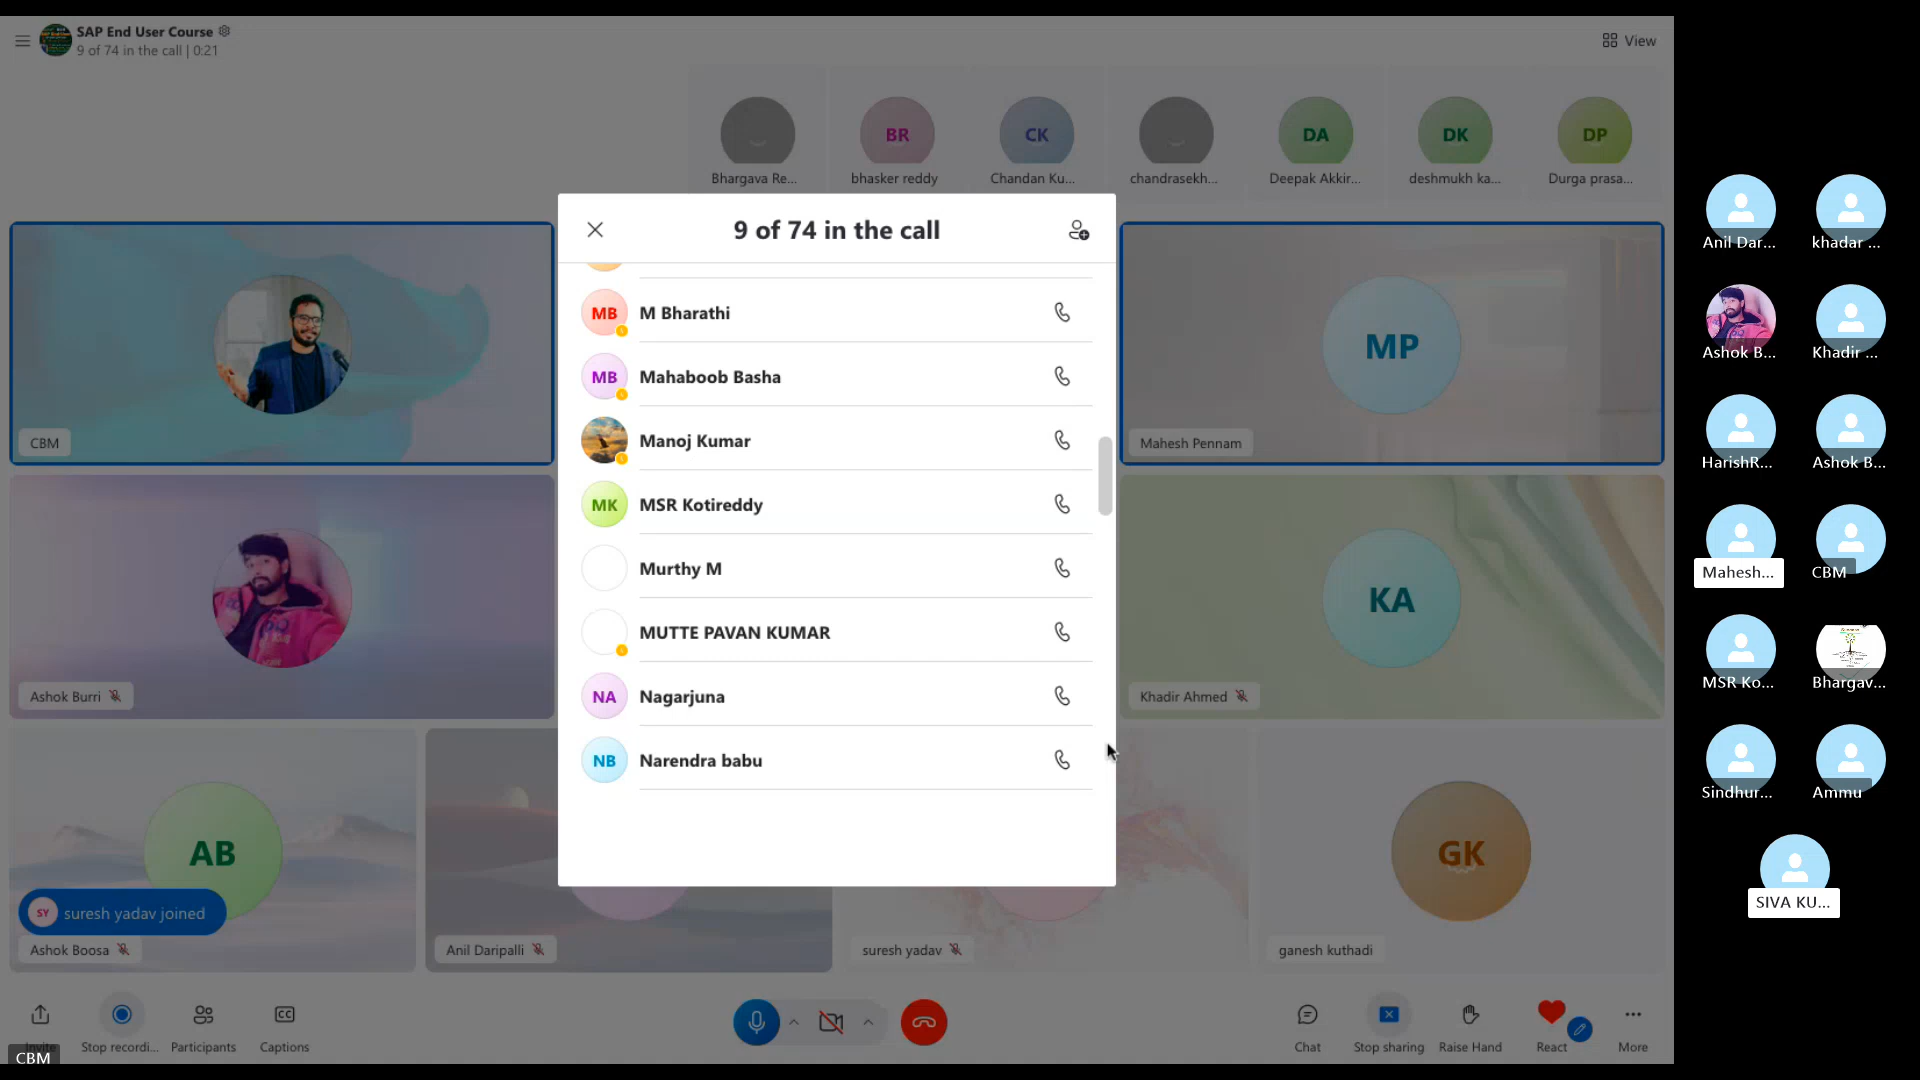 SAP End User Course
9 of 74 in the call | 0:21
View
BR
CK
DA
DK
DP
Bhargava Re...
bhasker reddy
Chandan Ku...
chandrasekh...
Deepak Akkir...
deshmukh ka...
Durga prasa...
9 of 74 in the call
MB M Bharathi
MB Mahaboob Basha
Manoj Kumar
MK MSR Kotireddy
Murthy M
MUTTE PAVAN KUMAR
NA Nagarjuna
NB Narendra babu
CBM
MP
Mahesh Pennam
Ashok Burri
KA
Khadir Ahmed
AB
SY suresh yadav joined
Ashok Boosa
Anil Daripalli
suresh yadav
GK
ganesh kuthadi
Invite
Stop recordi...
Participants
CC
Captions
Chat
Stop sharing
Raise Hand
React
More
CBM
Anil Dar...
khadar ...
Ashok B...
Khadir ...
HarishR...
Ashok B...
Mahesh...
CBM
MSR Ko...
Bhargav...
Sindhur...
Ammu
SIVA KU...